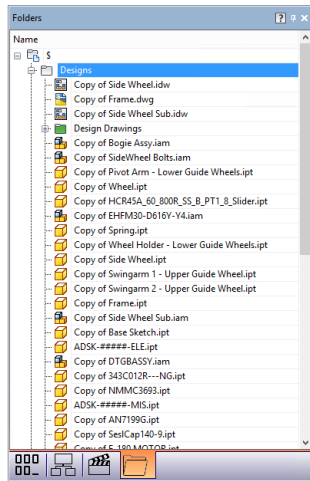 Folders
Name
$
Designs
Copy of Side Wheel.idw
Copy of Frame.dwg
Copy of Side Wheel Sub.idw
Design Drawings
Copy of Bogie Assy.iam
Copy of SideWheel Bolts.iam
Copy of Pivot Arm - Lower Guide Wheels.ipt
Copy of Wheel.ipt
Copy of HCR45A_60_800R_SS_B_PT1_8_Slider.ipt
Copy of EHFM30-D616Y-Y4.iam
Copy of Spring.ipt
Copy of Wheel Holder - Lower Guide Wheels.ipt
Copy of Side Wheel.ipt
Copy of Swingarm 1 - Upper Guide Wheel.ipt
Copy of Swingarm 2 - Upper Guide Wheel.ipt
Copy of Frame.ipt
Copy of Side Wheel Sub.iam
Copy of Base Sketch.ipt
ADSK-#####-ELE.ipt
Copy of DTGBASSY.iam
Copy of 343C012R---NG.ipt
Copy of NMMC3693.ipt
ADSK-#####-MIS.ipt
Copy of AN7199G.ipt
Copy of SeslCap140-9.ipt
Copy of F-180 MOTOR.ipt